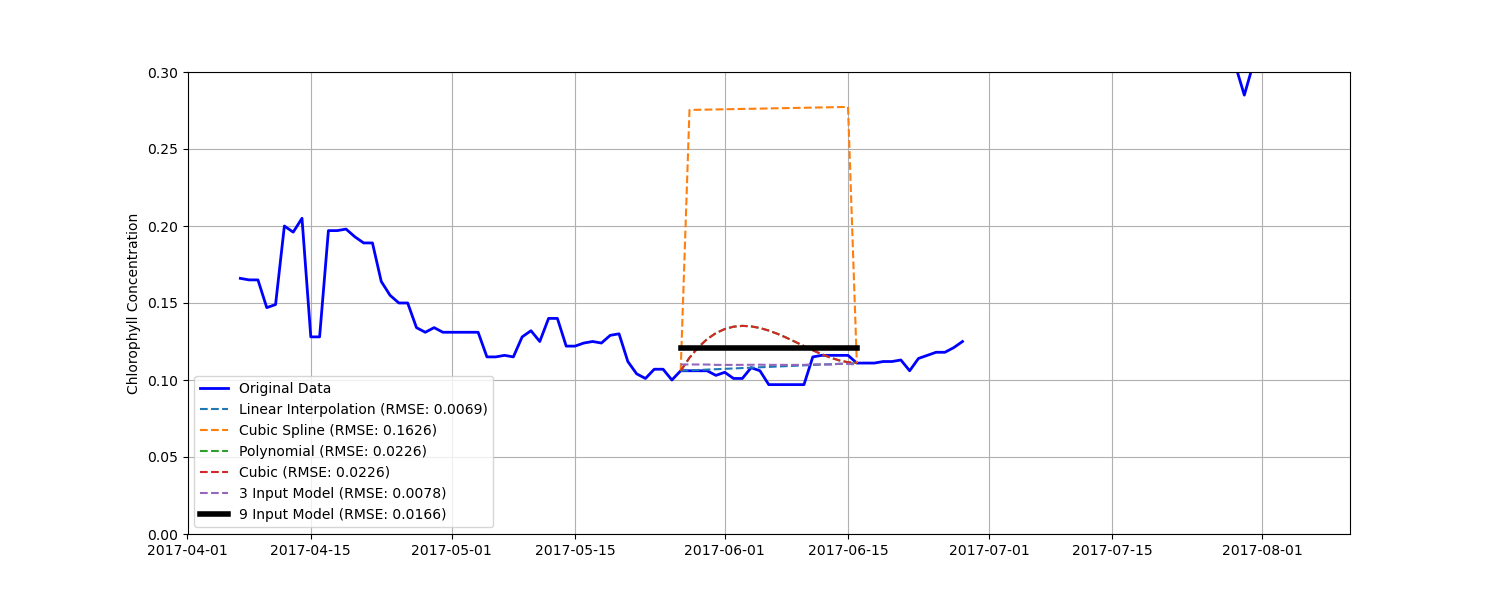 0.30
0.25
0.20
0.15
0.10
0.05
0.00
Chlorophyll Concentration
Original Data
Linear Interpolation (RMSE: 0.0069)
Cubic Spline (RMSE: 0.1626)
Polynomial (RMSE: 0.0226)
Cubic (RMSE: 0.0226)
3 Input Model (RMSE: 0.0078)
9 Input Model (RMSE: 0.0166)
2017-04-01 2017-04-15 2017-05-01 2017-05-15 2017-06-01 2017-06-15 2017-07-01 2017-07-15 2017-08-01